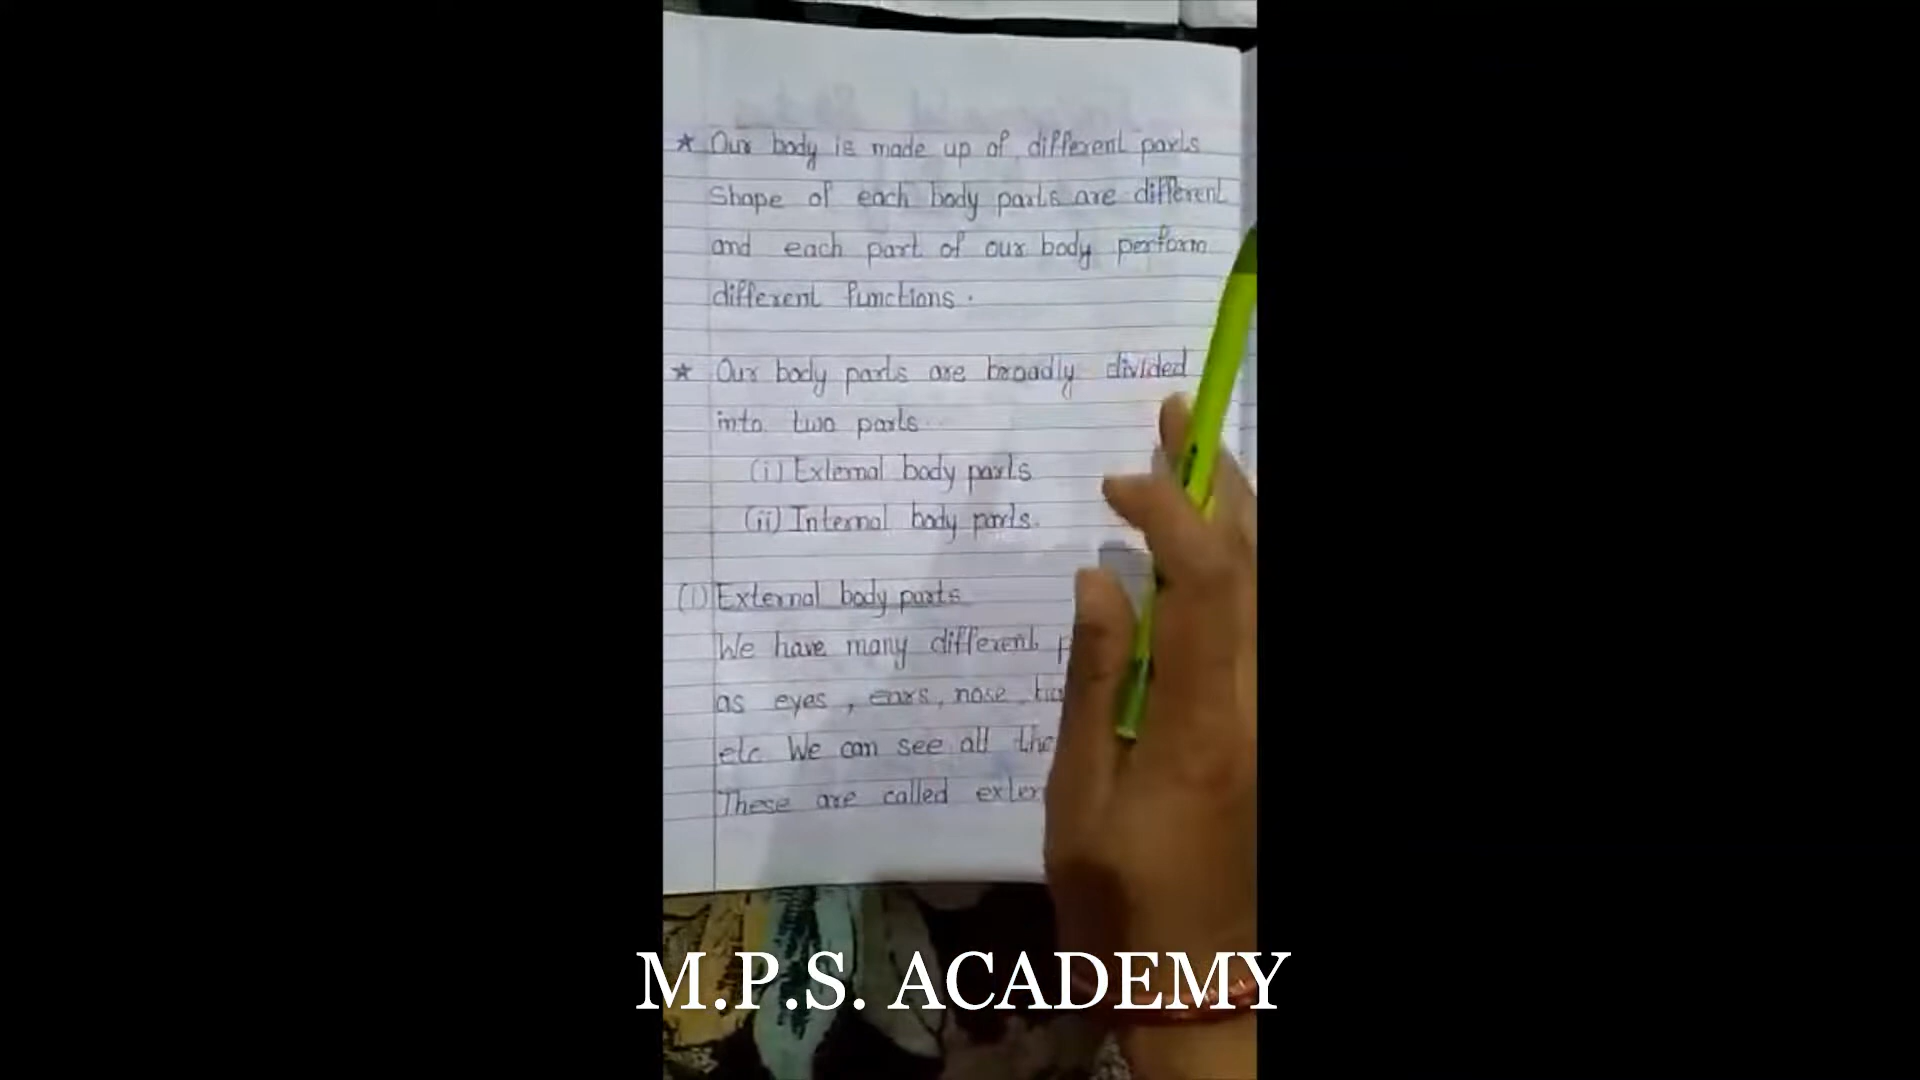 ★ Our body is made up of different parts
Shape of each body parts are different
and each part of our body perform
different functions.
★ Our body parts are broadly divided
into two parts..
(i) External body parts
(ii) Internal body parts.
(1) External body parts
We have many different
as eyes, ears, nose,
etc. We can see all
These are called
M.P.S. ACADEMY